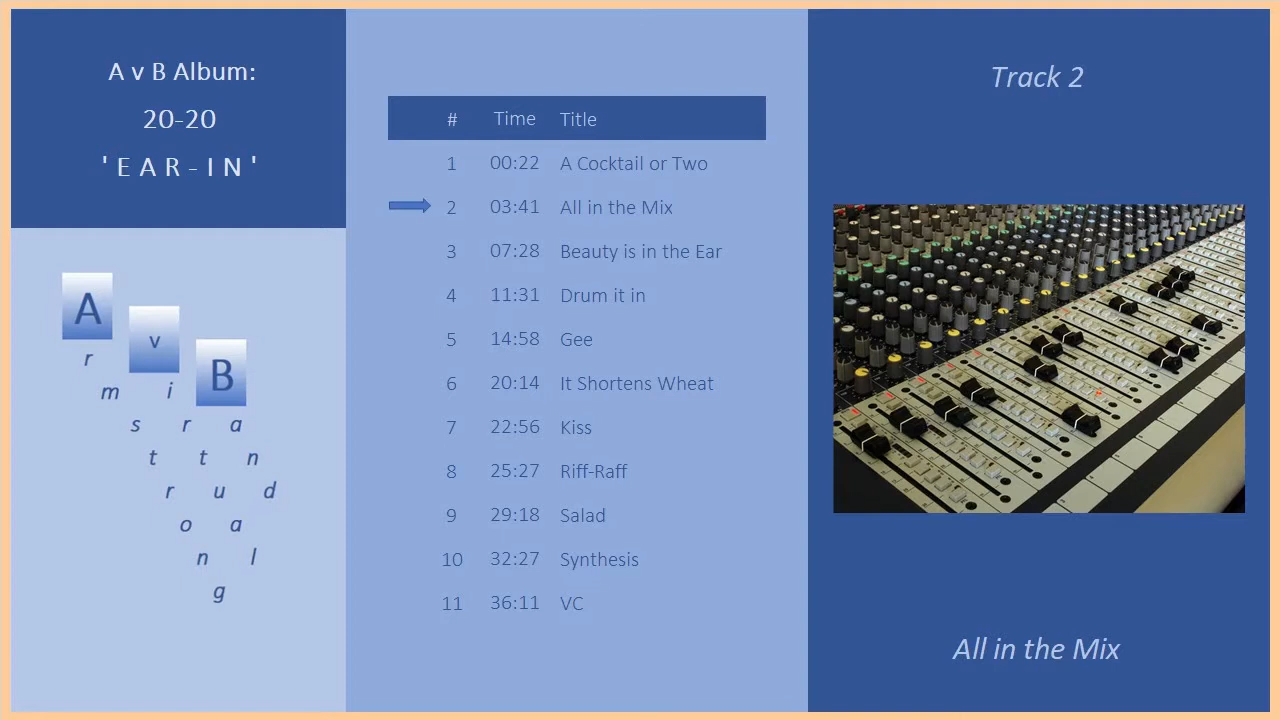 A v B Album:
20-20
'EAR-IN'
A
v
B
r
m i
s r a
t t n
r u d
o a
n l
g
# Time Title
1 00:22 A Cocktail or Two
2 03:41 All in the Mix
3 07:28 Beauty is in the Ear
4 11:31 Drum it in
5 14:58 Gee
6 20:14 It Shortens Wheat
7 22:56 Kiss
8 25:27 Riff-Raff
9 29:18 Salad
10 32:27 Synthesis
11 36:11 VC
Track 2
All in the Mix